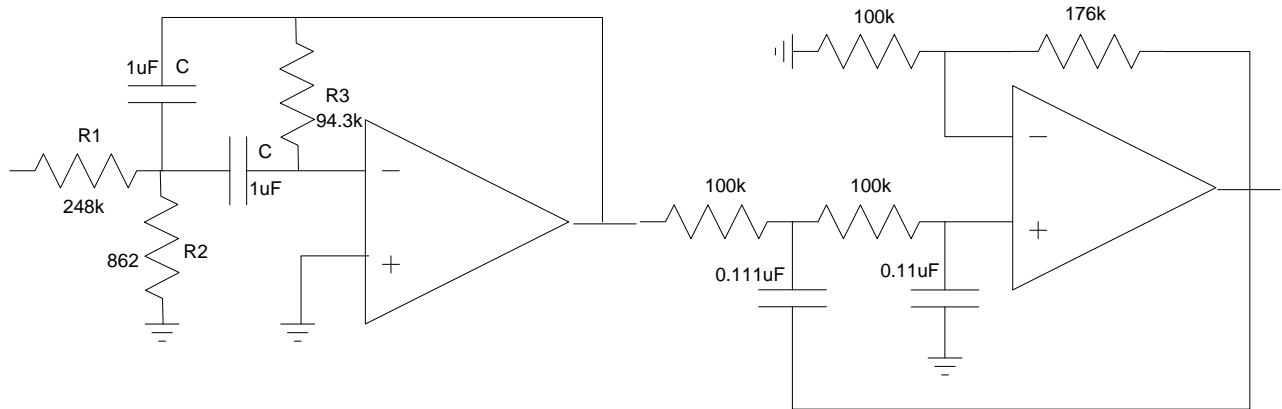 100k
176k
1uF
C
R3
94.3k
R1
C
1uF
248k
100k
100k
R2
862
0.111uF
0.11uF
−
+
−
+